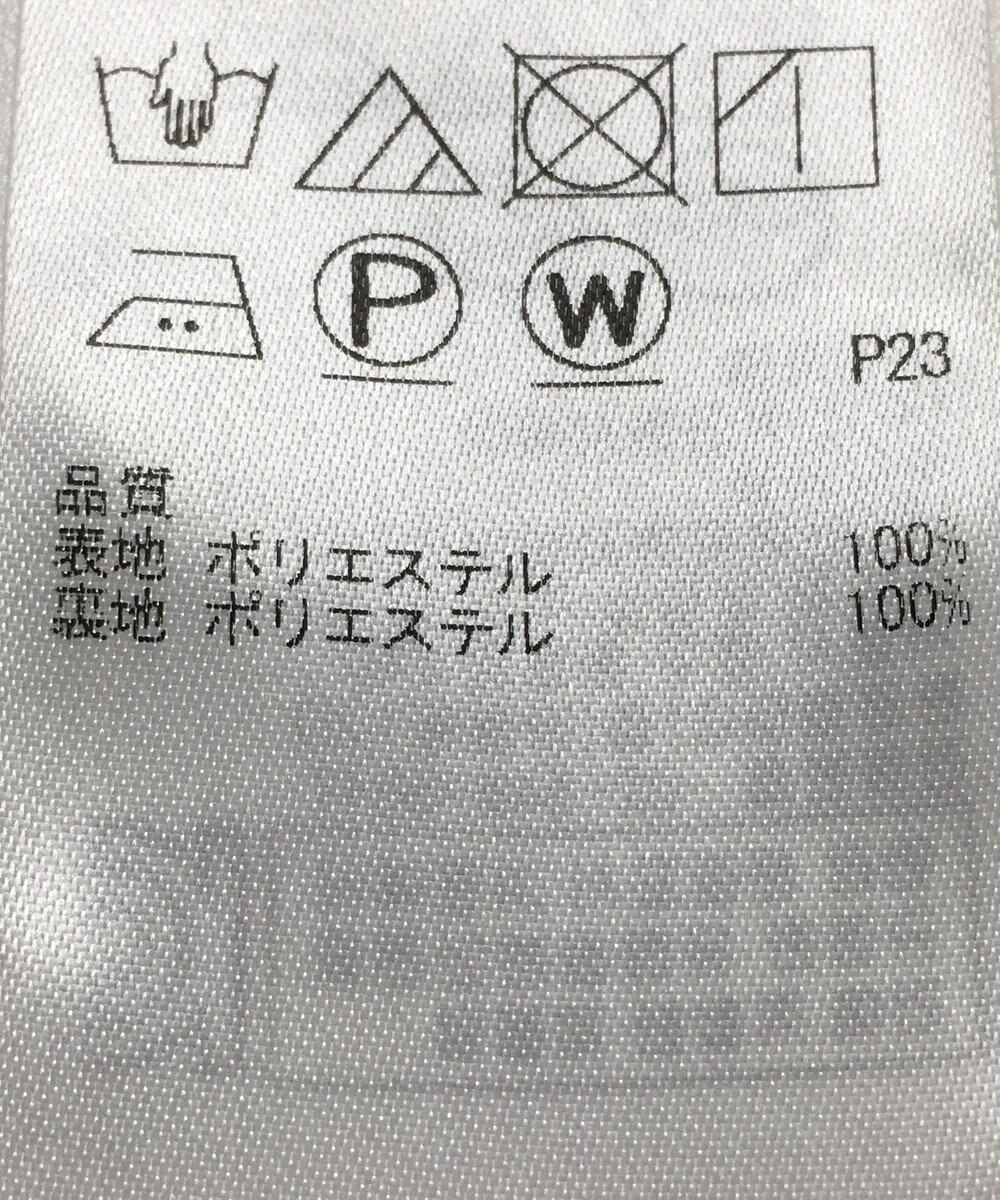 P W P23
品質
表地 ポリエステル 100%
裏地 ポリエステル 100%